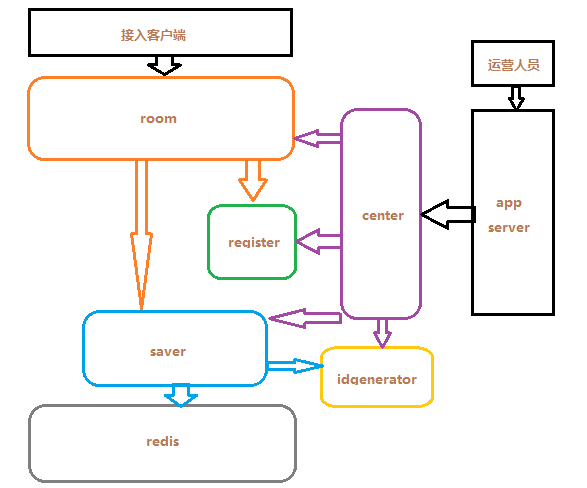 接入客户端
运营人员
room
app
server
center
register
saver
idgenerator
redis